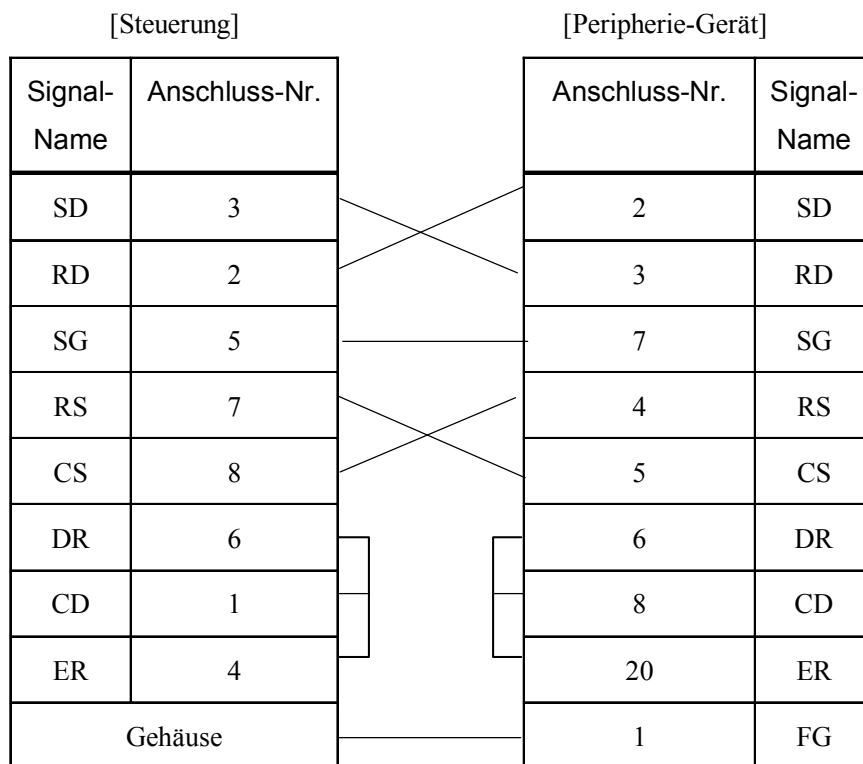 [Steuerung] [Peripherie-Gerät]
Signal- Anschluss-Nr. Anschluss-Nr. Signal-
Name Name
SD 3 2 SD
RD 2 3 RD
SG 5 7 SG
RS 7 4 RS
CS 8 5 CS
DR 6 6 DR
CD 1 8 CD
ER 4 20 ER
Gehäuse 1 FG